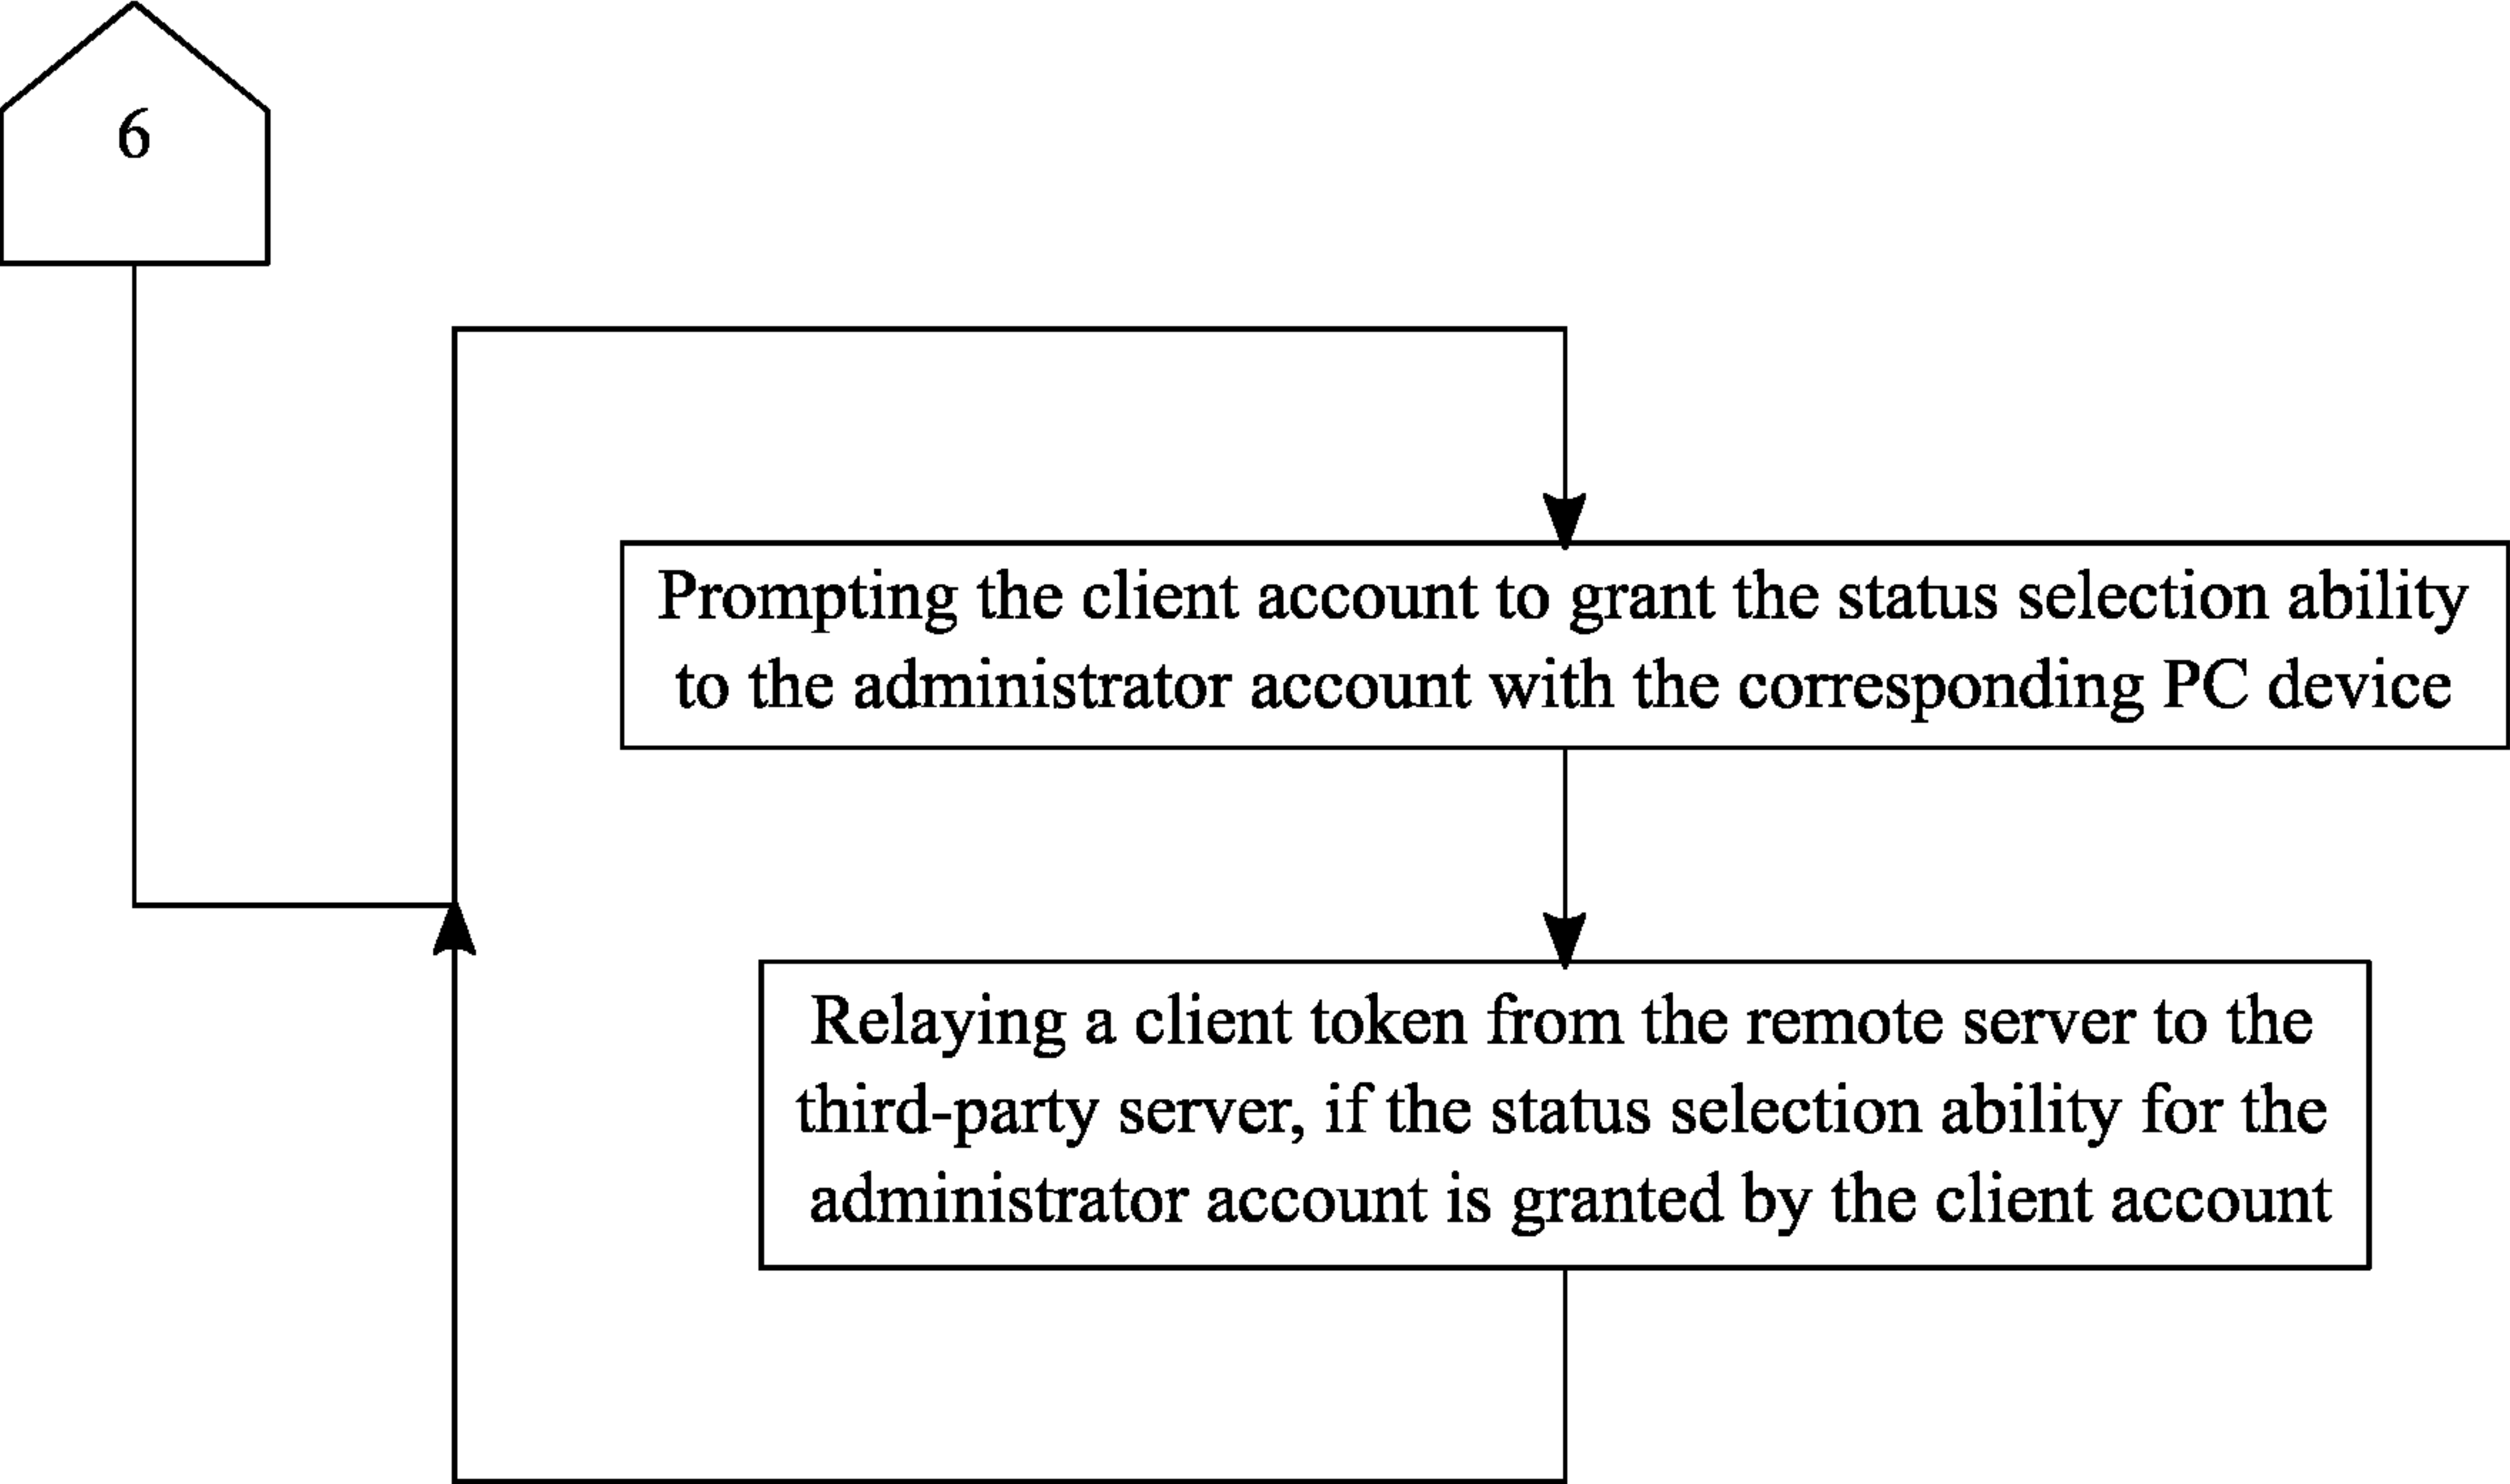 6
Prompting the client account to grant the status selection ability
to the administrator account with the corresponding PC device
Relaying a client token from the remote server to the
third-party server, if the status selection ability for the
administrator account is granted by the client account